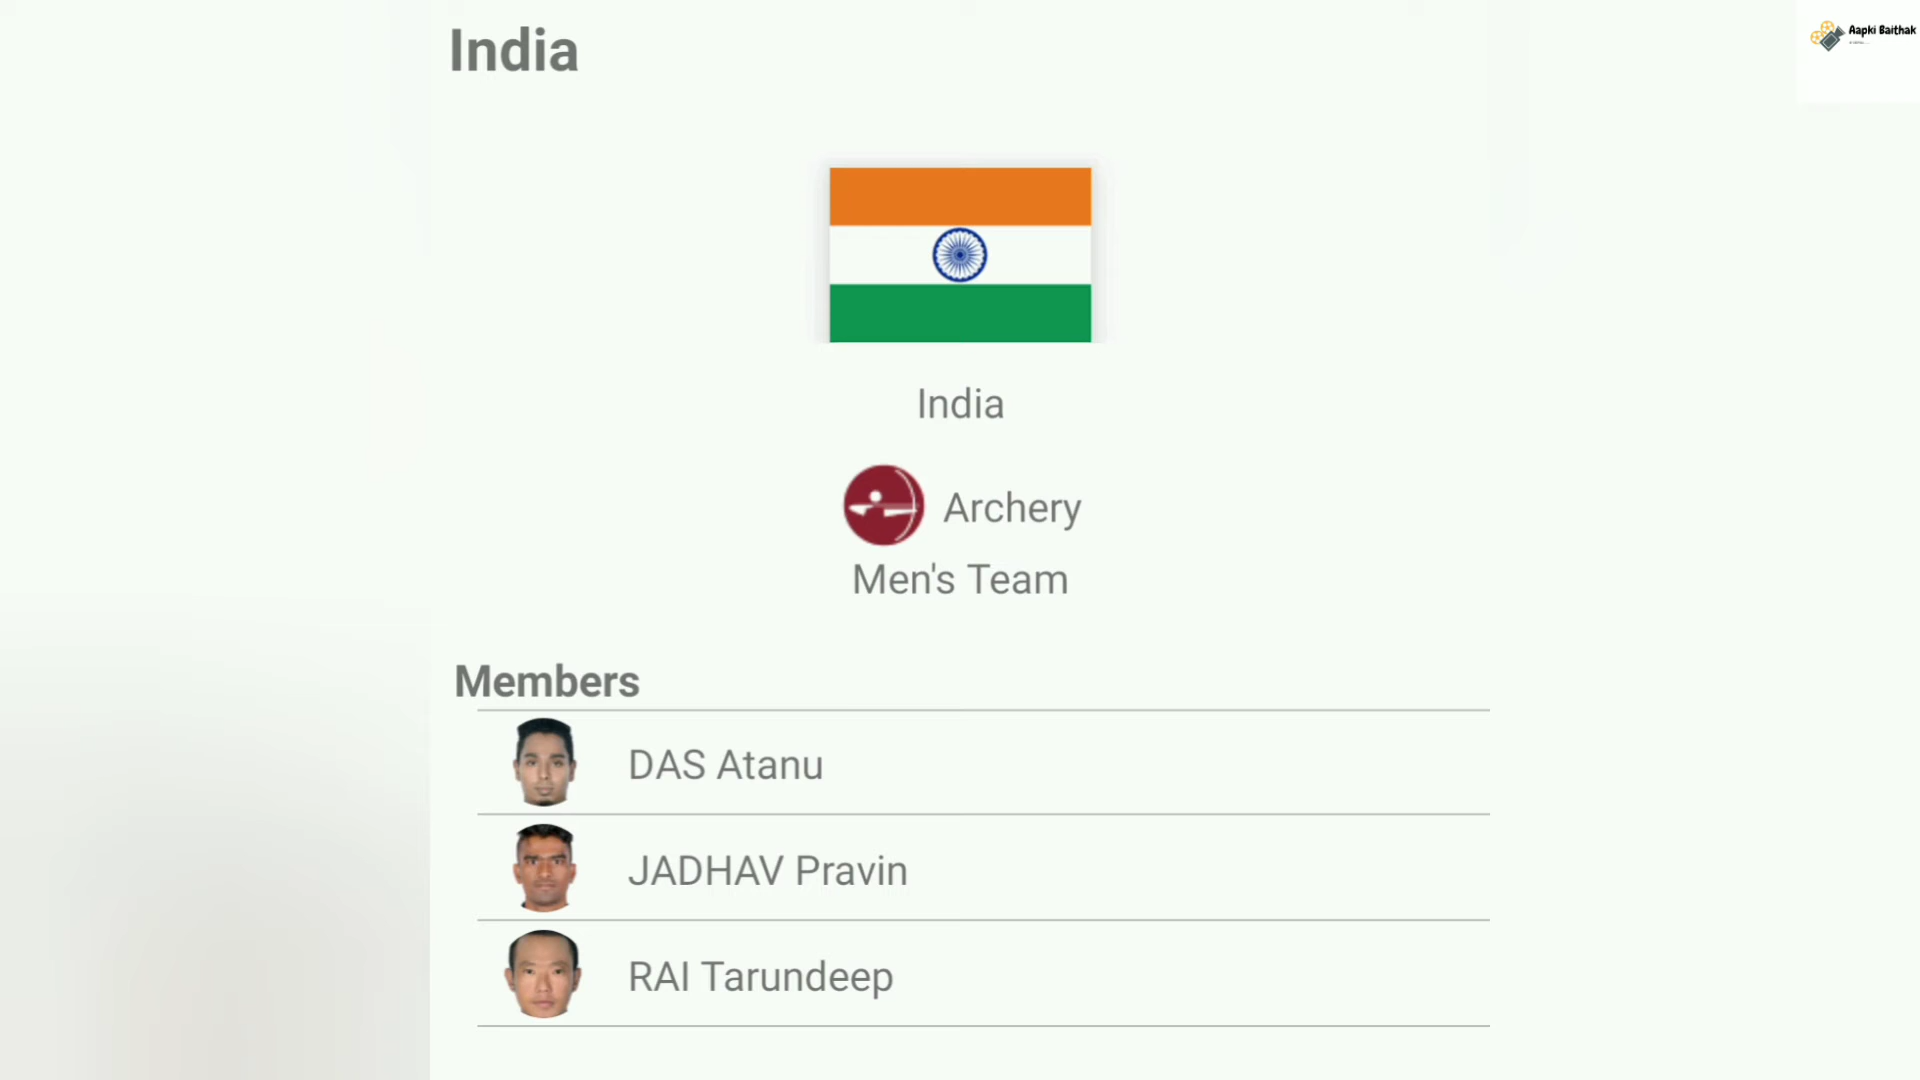 India
Aapki Baithak
India
Archery
Men's Team
Members
DAS Atanu
JADHAV Pravin
RAI Tarundeep